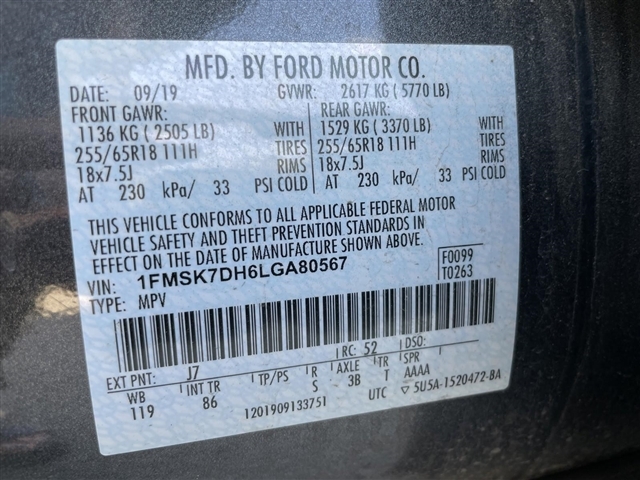 MFD. BY FORD MOTOR CO.
DATE: 09/19 GVWR: 2617 KG ( 5770 LB)
FRONT GAWR: REAR GAWR:
1136 KG ( 2505 LB) WITH 1529 KG ( 3370 LB) WITH
255/65R18 111H TIRES 255/65R18 111H TIRES
18x7.5J RIMS 18x7.5J RIMS
AT 230 kPa/ 33 PSI COLD AT 230 kPa/ 33 PSI COLD
THIS VEHICLE CONFORMS TO ALL APPLICABLE FEDERAL MOTOR
VEHICLE SAFETY AND THEFT PREVENTION STANDARDS IN
EFFECT ON THE DATE OF MANUFACTURE SHOWN ABOVE.
VIN: 1FMSK7DH6LGA80567 F0099
TYPE: MPV T0263
EXT PNT: J7 RC: 52 DSO:
WB INT TR TP/PS R AXLE TR SPR
119 86 S 3B T AAAA
1201909133751 UTC ▽ 5U5A-1520472-BA